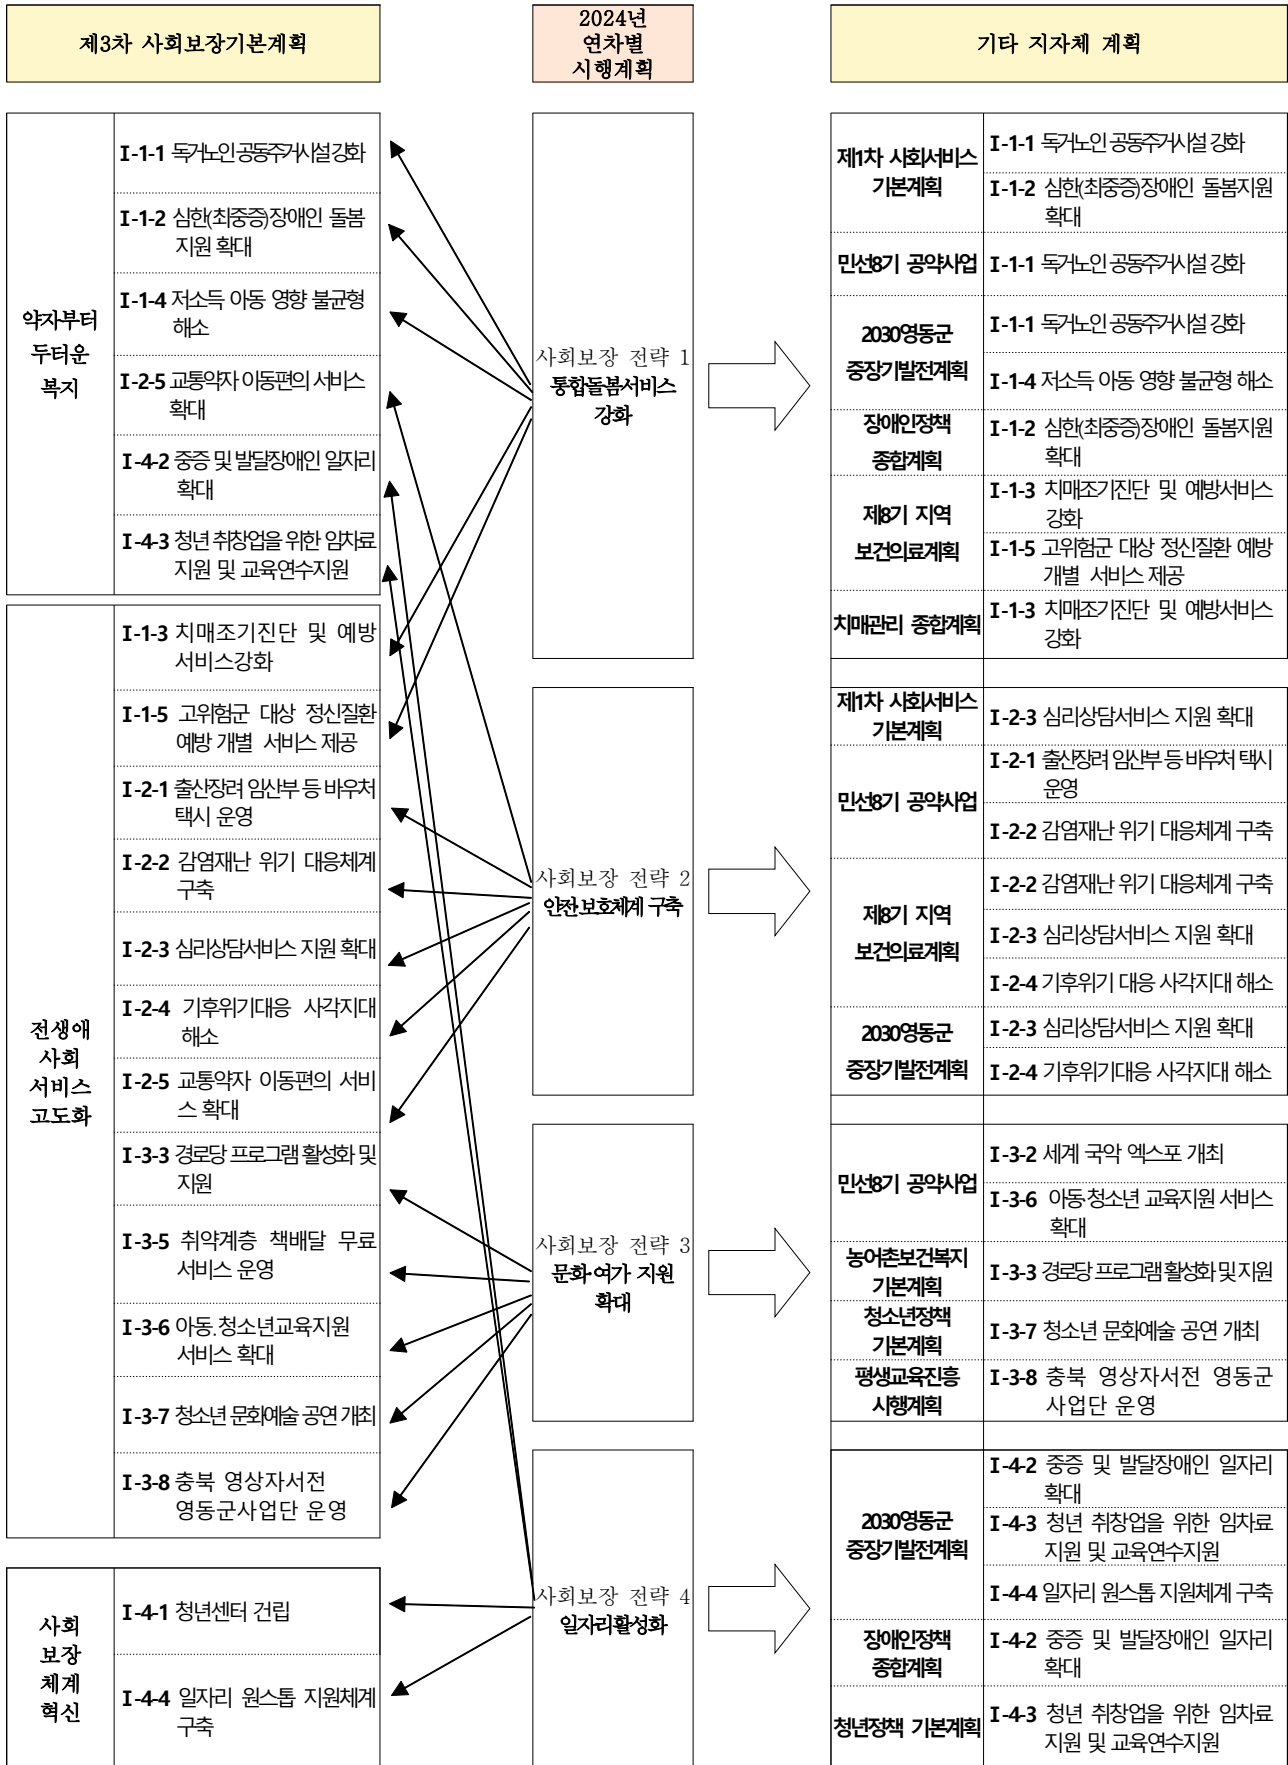 제3차 사회보장기본계획
2024년
연차별
시행계획
기타 지자체 계획
약자부터
두터운
복지
I-1-1 독거노인 공동주거시설 강화
I-1-2 심한(최중증)장애인 돌봄
지원 확대
I-1-4 저소득 아동 영향 불균형
해소
I-2-5 교통약자 이동편의 서비스
확대
I-4-2 중증 및 발달장애인 일자리
확대
I-4-3 청년 취창업을 위한 임차료
지원 및 교육연수지원
전생애
사회
서비스
고도화
I-1-3 치매조기진단 및 예방
서비스강화
I-1-5 고위험군 대상 정신질환
예방 개별 서비스 제공
I-2-1 출산장려 임산부 등 바우처
택시 운영
I-2-2 감염재난 위기 대응체계
구축
I-2-3 심리상담서비스 지원 확대
I-2-4 기후위기대응 사각지대
해소
I-2-5 교통약자 이동편의 서비
스 확대
I-3-3 경로당 프로그램 활성화 및
지원
I-3-5 취약계층 책배달 무료
서비스 운영
I-3-6 아동.청소년교육지원
서비스 확대
I-3-7 청소년 문화예술 공연 개최
I-3-8 충북 영상자서전
영동군사업단 운영
사회
보장
체계
혁신
I-4-1 청년센터 건립
I-4-4 일자리 원스톱 지원체계
구축
사회보장 전략 1
통합돌봄서비스
강화
사회보장 전략 2
안전·보호체계 구축
사회보장 전략 3
문화·여가 지원
확대
사회보장 전략 4
일자리활성화
제1차 사회서비스
기본계획
I-1-1 독거노인 공동주거시설 강화
I-1-2 심한(최중증)장애인 돌봄지원
확대
민선8기 공약사업
I-1-1 독거노인 공동주거시설 강화
2030영동군
중장기발전계획
I-1-1 독거노인 공동주거시설 강화
I-1-4 저소득 아동 영향 불균형 해소
장애인정책
종합계획
I-1-2 심한(최중증)장애인 돌봄지원
확대
제8기 지역
보건의료계획
I-1-3 치매조기진단 및 예방서비스
강화
I-1-5 고위험군 대상 정신질환 예방
개별 서비스 제공
치매관리 종합계획
I-1-3 치매조기진단 및 예방서비스
강화
제1차 사회서비스
기본계획
I-2-3 심리상담서비스 지원 확대
민선8기 공약사업
I-2-1 출산장려 임산부 등 바우처 택시
운영
I-2-2 감염재난 위기 대응체계 구축
제8기 지역
보건의료계획
I-2-2 감염재난 위기 대응체계 구축
I-2-3 심리상담서비스 지원 확대
I-2-4 기후위기 대응 사각지대 해소
2030영동군
중장기발전계획
I-2-3 심리상담서비스 지원 확대
I-2-4 기후위기대응 사각지대 해소
민선8기 공약사업
I-3-2 세계 국악 엑스포 개최
I-3-6 아동·청소년 교육지원 서비스
확대
농어촌보건복지
기본계획
I-3-3 경로당 프로그램 활성화 및 지원
청소년정책
기본계획
I-3-7 청소년 문화예술 공연 개최
평생교육진흥
시행계획
I-3-8 충북 영상자서전 영동군
사업단 운영
2030영동군
중장기발전계획
I-4-2 중증 및 발달장애인 일자리
확대
I-4-3 청년 취창업을 위한 임차료
지원 및 교육연수지원
I-4-4 일자리 원스톱 지원체계 구축
장애인정책
종합계획
I-4-2 중증 및 발달장애인 일자리
확대
청년정책 기본계획
I-4-3 청년 취창업을 위한 임차료
지원 및 교육연수지원